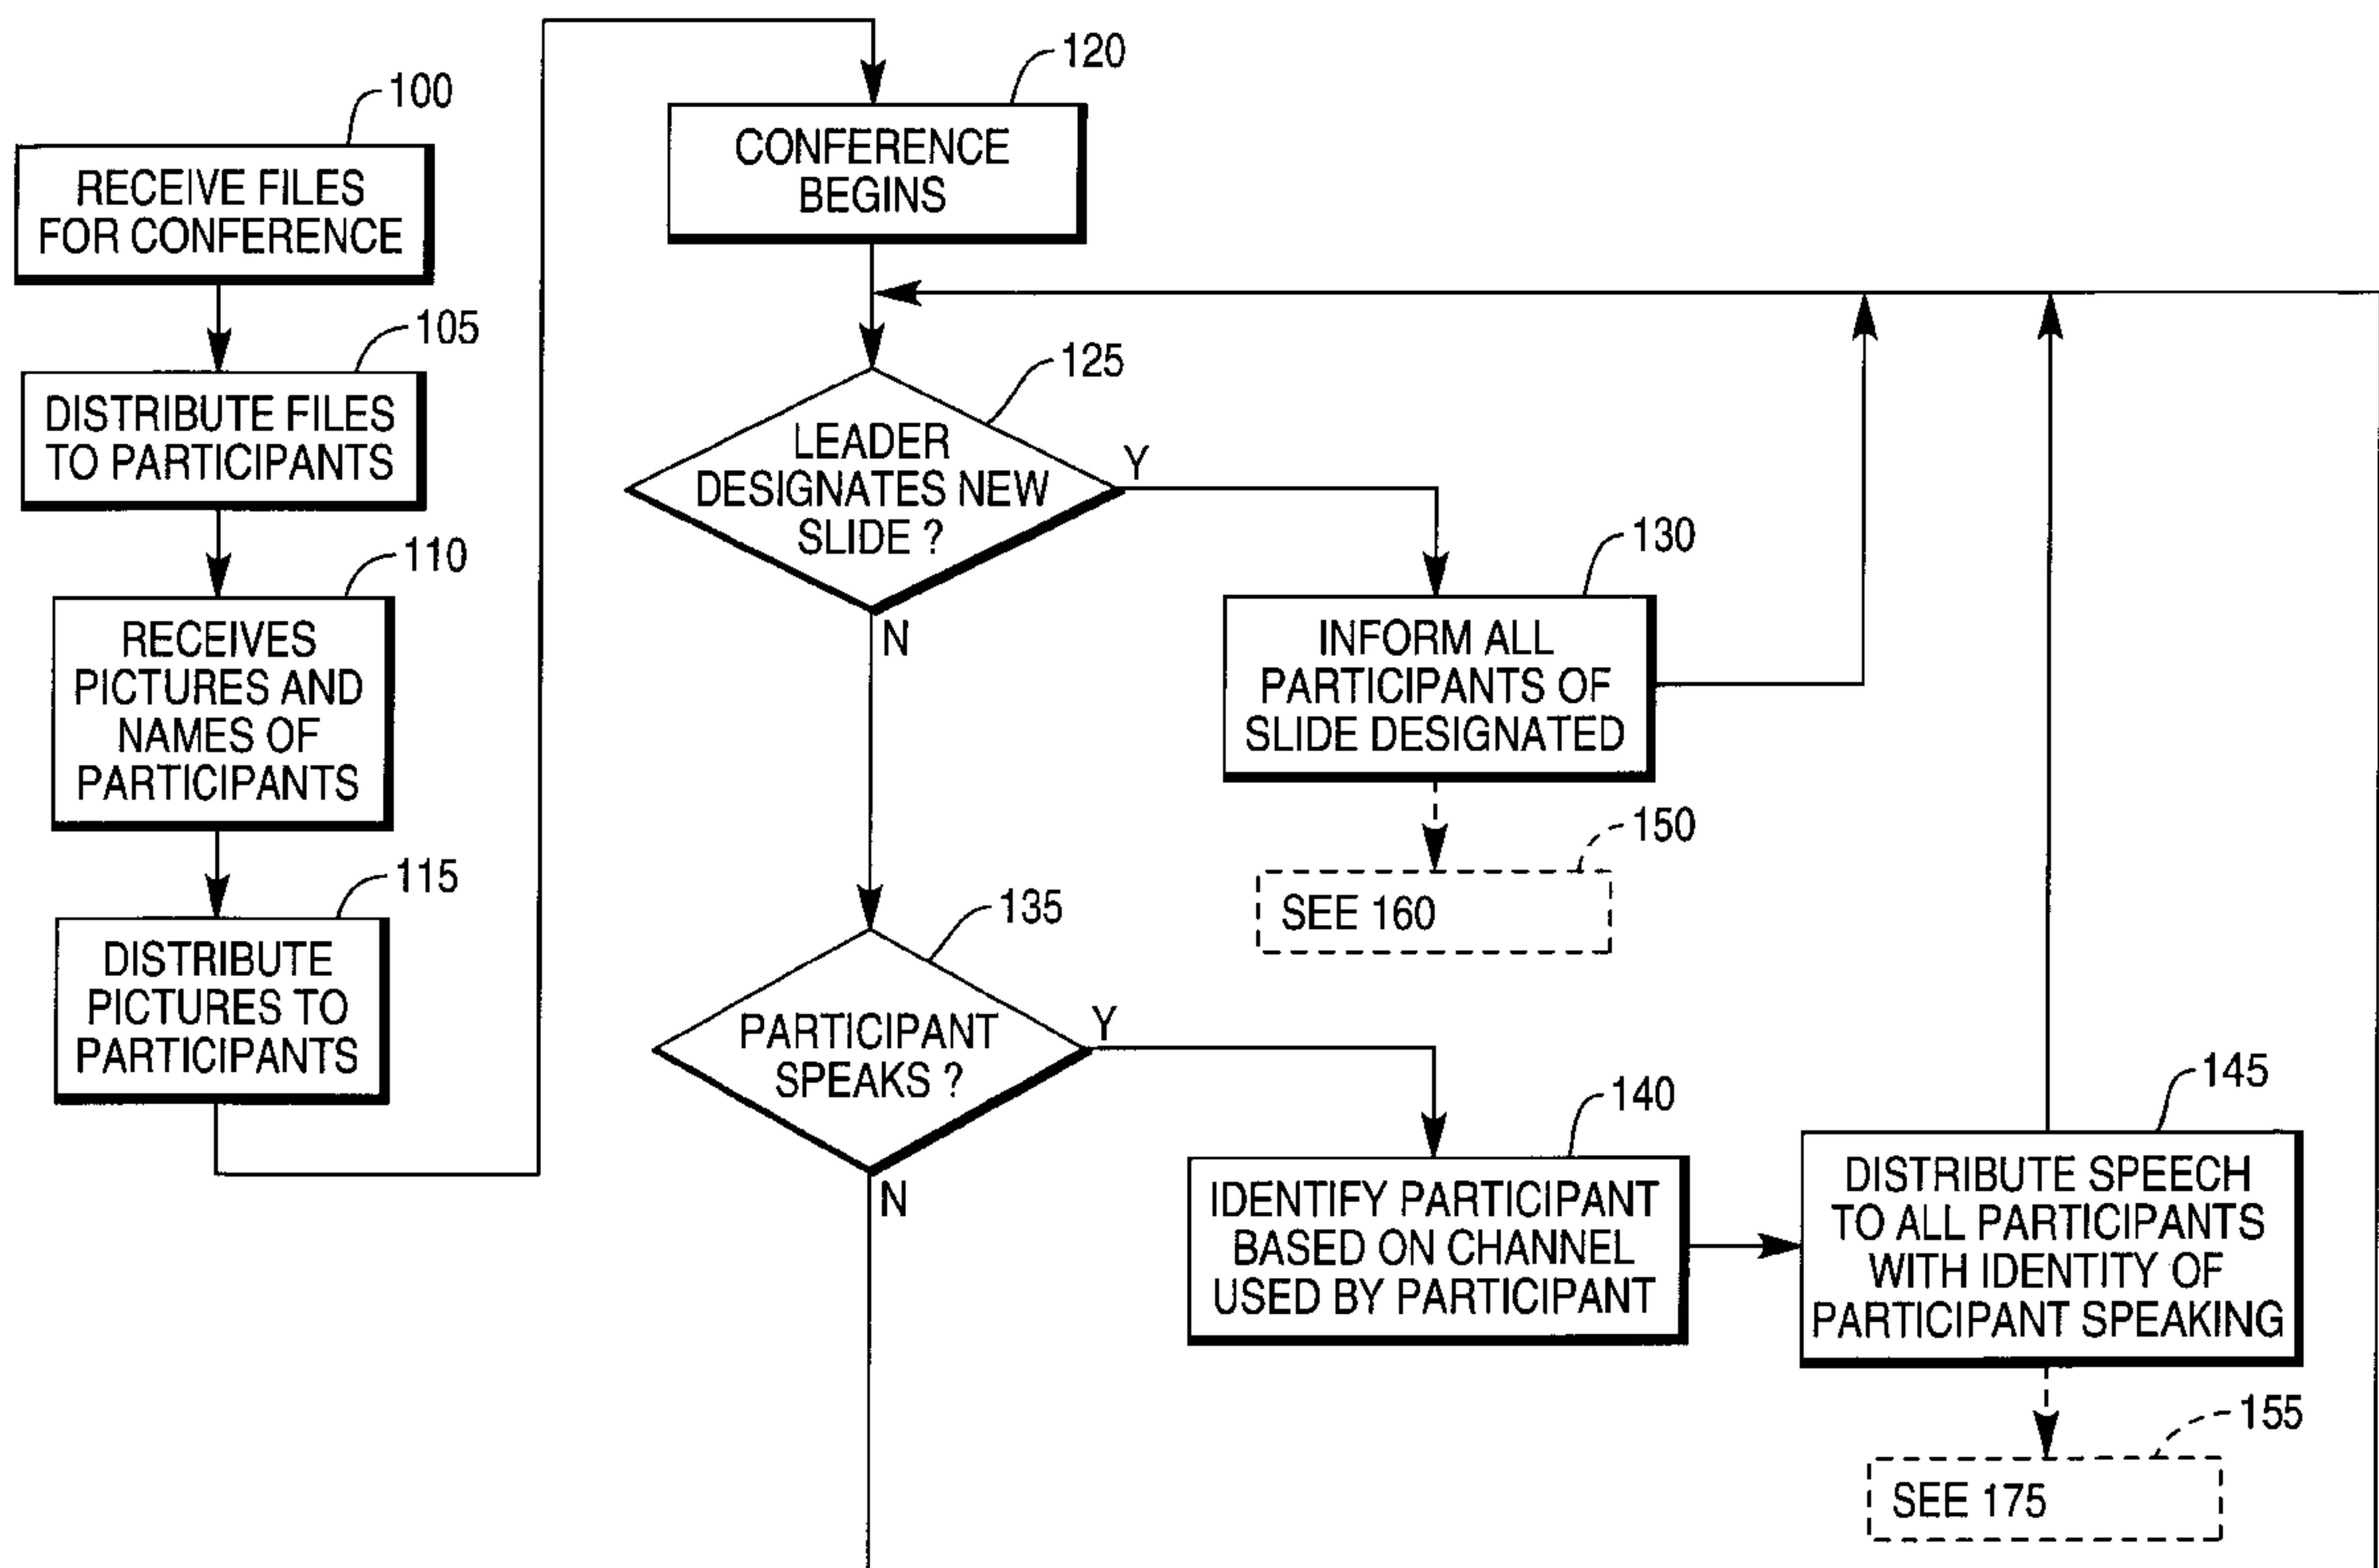 100
RECEIVE FILES
FOR CONFERENCE
105
DISTRIBUTE FILES
TO PARTICIPANTS
110
RECEIVES
PICTURES AND
NAMES OF
PARTICIPANTS
115
DISTRIBUTE
PICTURES TO
PARTICIPANTS
120
CONFERENCE
BEGINS
125
LEADER
DESIGNATES NEW
SLIDE ?
Y
N
130
INFORM ALL
PARTICIPANTS OF
SLIDE DESIGNATED
150
SEE 160
135
PARTICIPANT
SPEAKS ?
Y
N
140
IDENTIFY PARTICIPANT
BASED ON CHANNEL
USED BY PARTICIPANT
145
DISTRIBUTE SPEECH
TO ALL PARTICIPANTS
WITH IDENTITY OF
PARTICIPANT SPEAKING
155
SEE 175